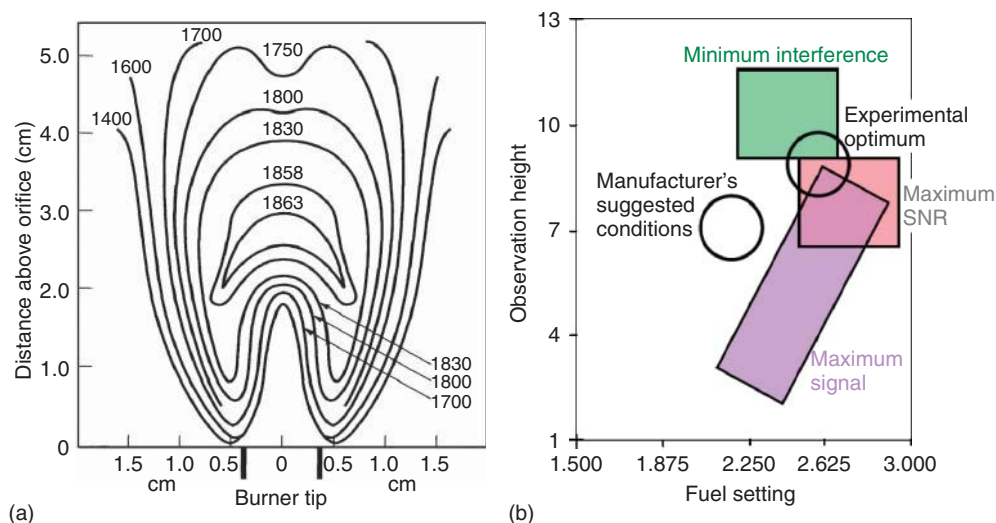 5.0
4.0
3.0
2.0
1.0
0
Distance above orifice (cm)
1700
1600
1400
1750
1800
1830
1858
1863
1830
1800
1700
1.5
1.0
0.5
0
0.5
1.0
1.5
cm
cm
Burner tip
(a)
13
10
7
4
1
Observation height
Minimum interference
Experimental
optimum
Manufacturer's
suggested
conditions
Maximum
SNR
Maximum
signal
1.500
1.875
2.250
2.625
3.000
Fuel setting
(b)